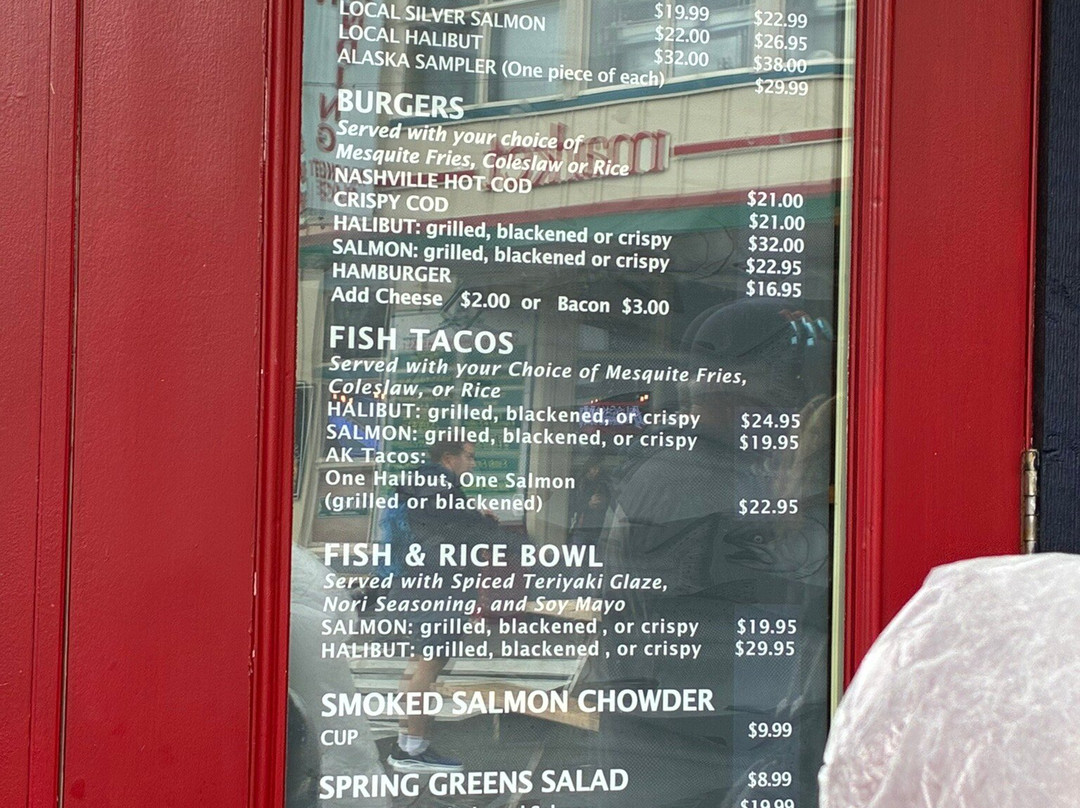 $19.99 $22.99
LOCAL SILVER SALMON $22.00 $26.95
LOCAL HALIBUT $32.00 $38.00
ALASKA SAMPLER (One piece of each) $29.99
BURGERS
Served with your choice of
Mesquite Fries, Coleslaw or Rice
NASHVILLE HOT COD $21.00
CRISPY COD $21.00
HALIBUT: grilled, blackened or crispy $32.00
SALMON: grilled, blackened or crispy $22.95
HAMBURGER $16.95
Add Cheese $2.00 or Bacon $3.00
FISH TACOS
Served with your Choice of Mesquite Fries,
Coleslaw, or Rice
HALIBUT: grilled, blackened, or crispy $24.95
SALMON: grilled, blackened, or crispy $19.95
AK Tacos:
One Halibut, One Salmon
(grilled or blackened) $22.95
FISH & RICE BOWL
Served with Spiced Teriyaki Glaze,
Nori Seasoning, and Soy Mayo
SALMON: grilled, blackened , or crispy $19.95
HALIBUT: grilled, blackened , or crispy $29.95
SMOKED SALMON CHOWDER
CUP $9.99
SPRING GREENS SALAD $8.99
$19.99